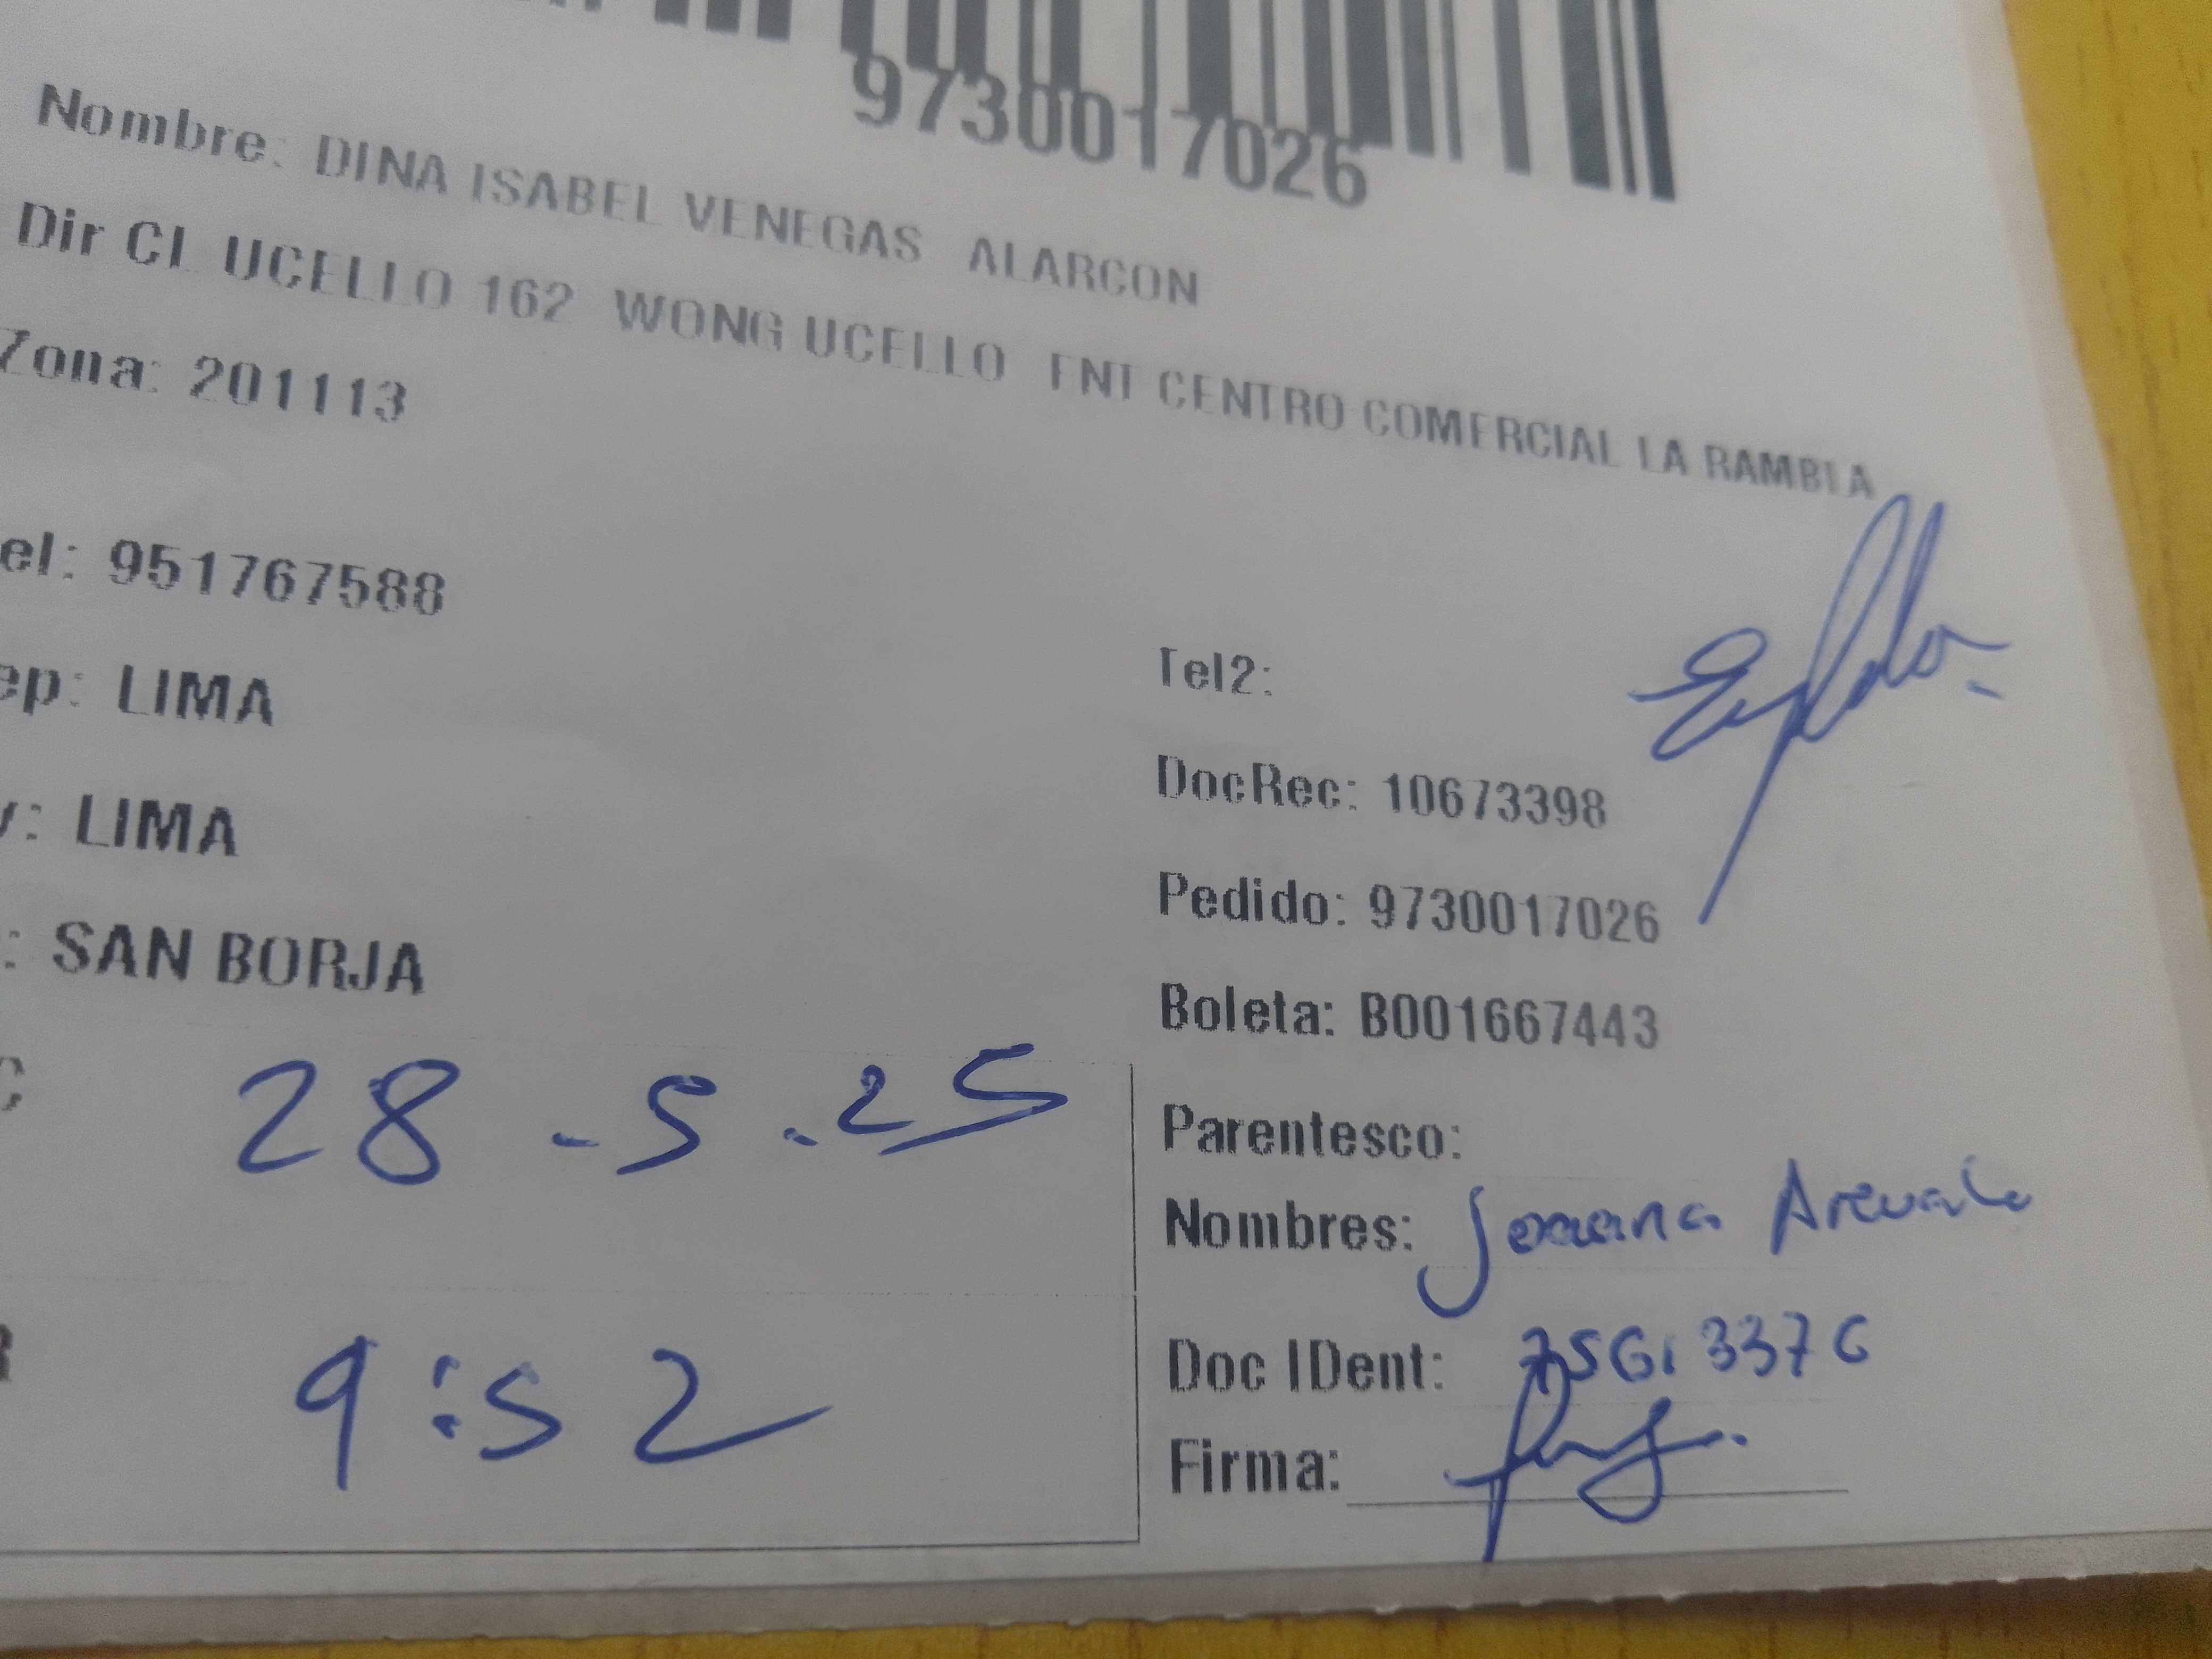 9730017026
Nombre: DINA ISABEL VENEGAS ALARCON
Dir CL UCELLO 162 WONG UCELLO FNT CENTRO COMERCIAL LA RAMBLA
Zona: 201113
el: 951767588
ep: LIMA
Tel2:
v: LIMA
DocRec: 10673398
: SAN BORJA
Pedido: 9730017026
Boleta: B001667443
28 - 5 . 25
Parentesco:
Nombres: Arevalo
9:52
Doc IDent:
Firma: